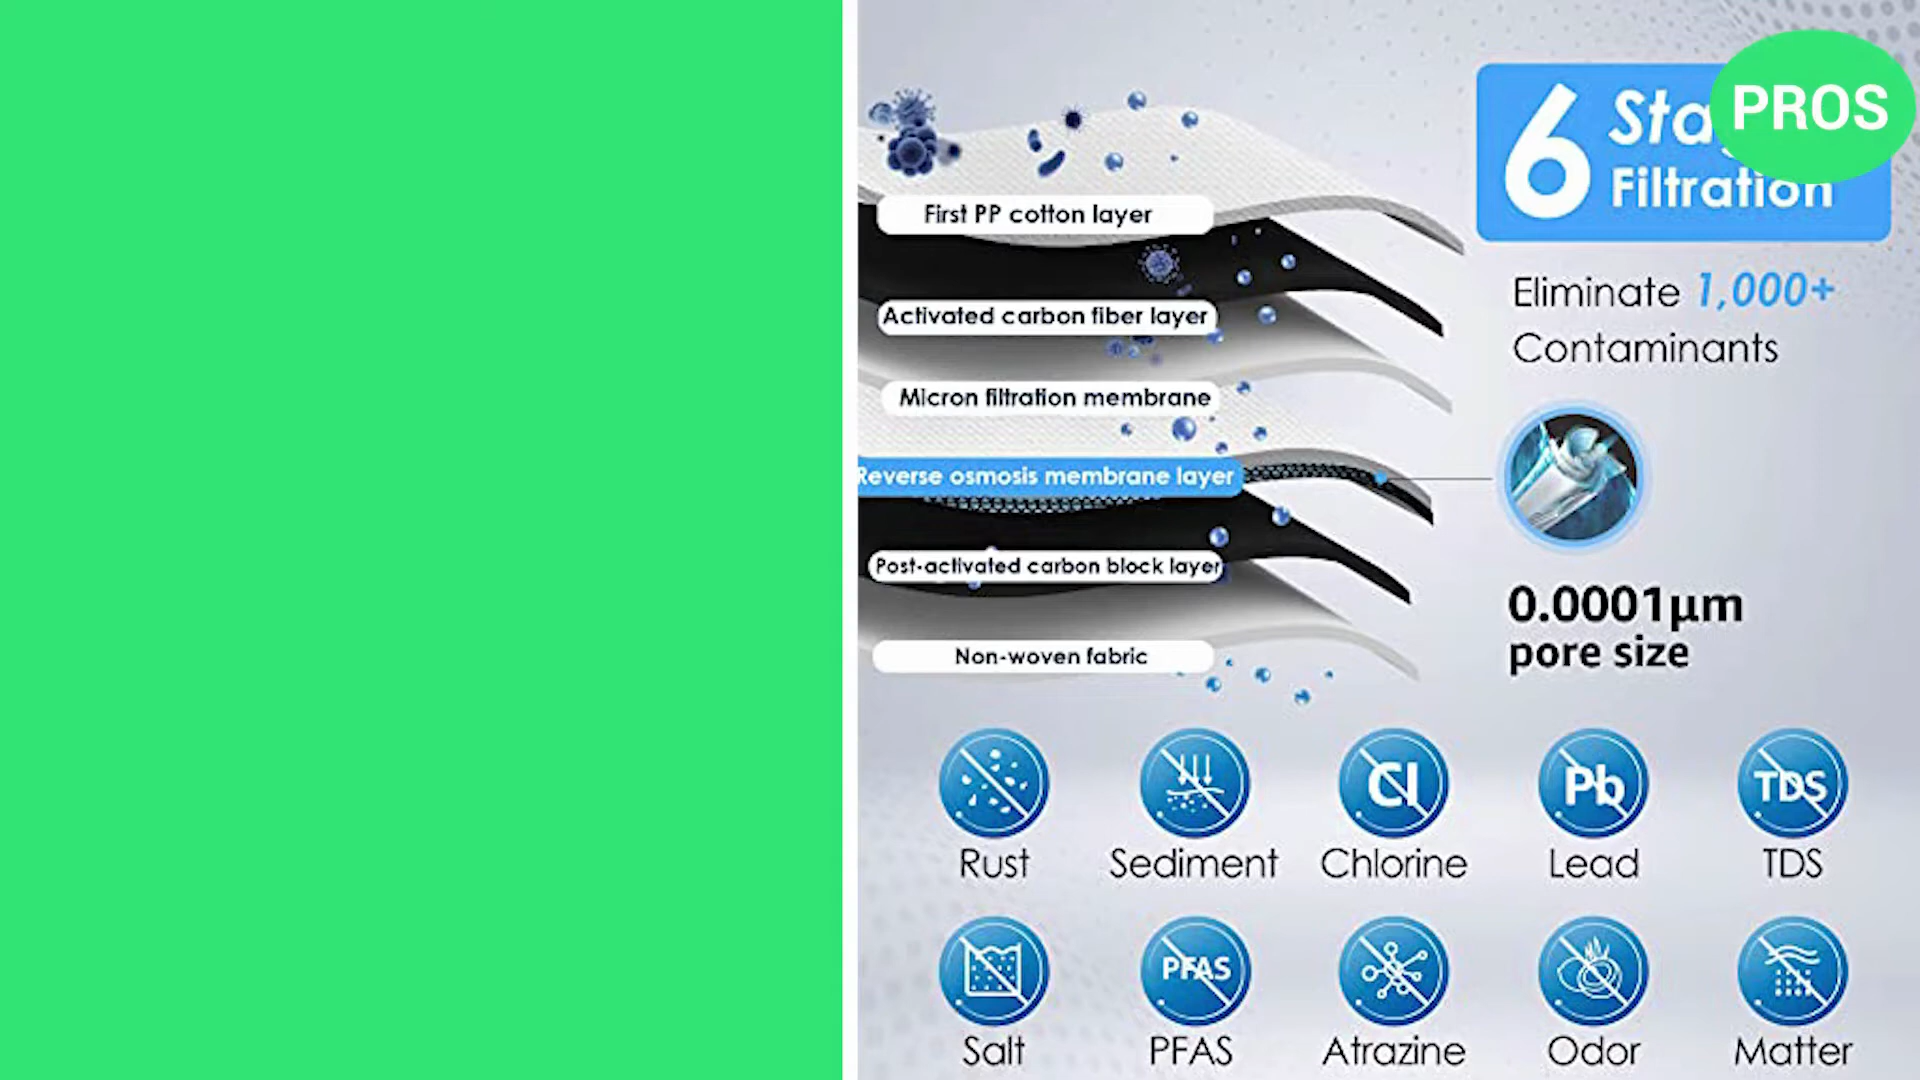 PROS
6
Filtration
Eliminate 1,000+
Contaminants
First PP cotton layer
Activated carbon fiber layer
Micron filtration membrane
Reverse osmosis membrane layer
Post-activated carbon block layer
Non-woven fabric
0.0001µm
pore size
Cl
Pb
TDS
Rust
Sediment
Chlorine
Lead
TDS
PFAS
Salt
PFAS
Atrazine
Odor
Matter